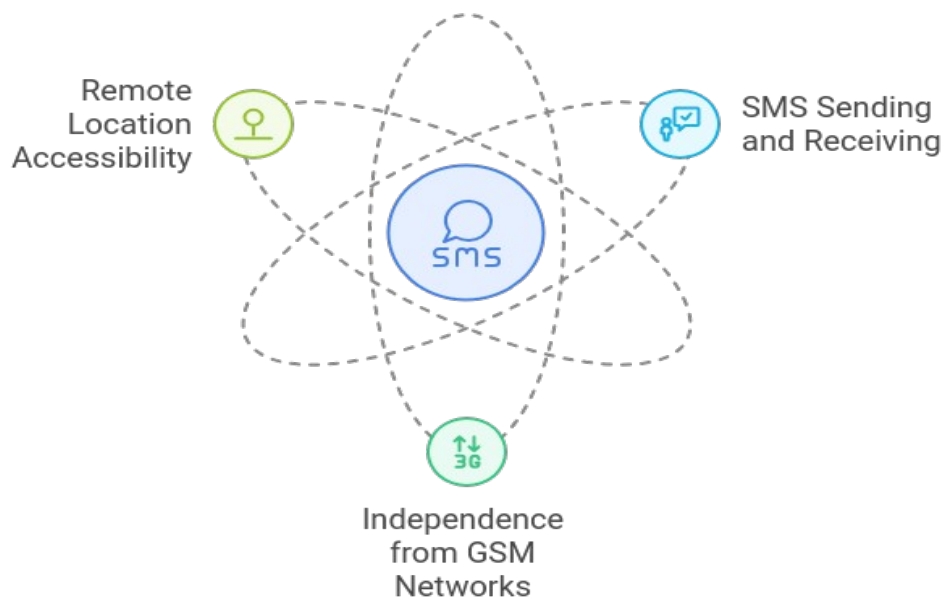 Remote
Location
Accessibility
SMS Sending
and Receiving
SMS
3G
Independence
from GSM
Networks